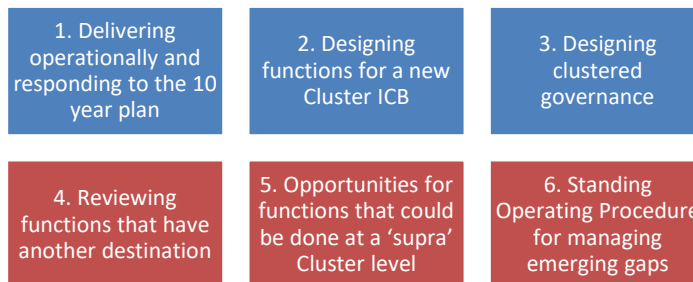 1. Delivering
operationally and
responding to the 10
year plan
2. Designing
functions for a new
Cluster ICB
3. Designing
clustered
governance
4. Reviewing
functions that have
another destination
5. Opportunities for
functions that could
be done at a ‘supra’
Cluster level
6. Standing
Operating Procedure
for managing
emerging gaps